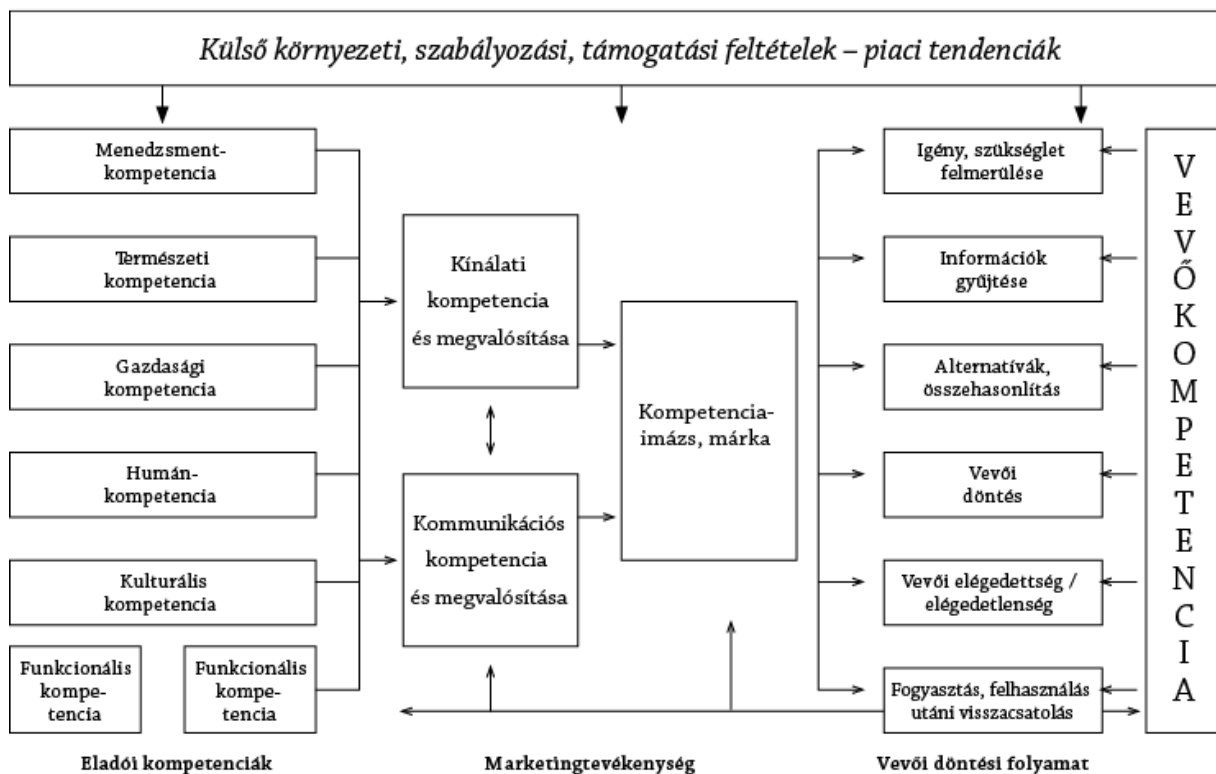 Külső környezeti, szabályozási, támogatási feltételek – piaci tendenciák
Menedzsment-
kompetencia
Természeti
kompetencia
Gazdasági
kompetencia
Humán-
kompetencia
Kulturális
kompetencia
Funkcionális
kompe-
tencia
Funkcionális
kompe-
tencia
Eladói kompetenciák
Kínálati
kompetencia
és megvalósítása
Kommunikációs
kompetencia
és megvalósítása
Kompetencia-
imázs, márka
Marketingtevékenység
Igény, szükséglet
felmerülése
Információk
gyűjtése
Alternatívák,
összehasonlítás
Vevői
döntés
Vevői elégedettség /
elégedetlenség
Fogyasztás, felhasználás
utáni visszacsatolás
Vevői döntési folyamat
VEVŐKOMPETENCIA